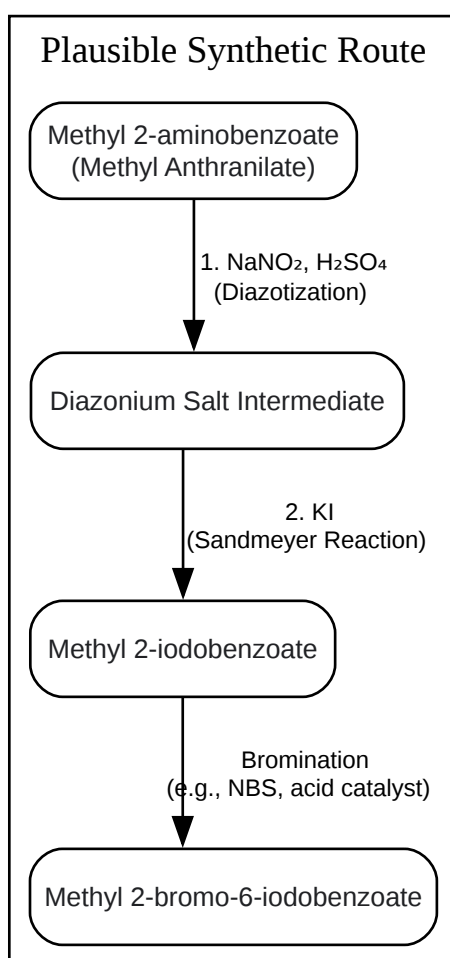 Plausible Synthetic Route
Methyl 2-aminobenzoate
(Methyl Anthranilate)
1. NaNO₂, H₂SO₄
(Diazotization)
Diazonium Salt Intermediate
2. KI
(Sandmeyer Reaction)
Methyl 2-iodobenzoate
Bromination
(e.g., NBS, acid catalyst)
Methyl 2-bromo-6-iodobenzoate